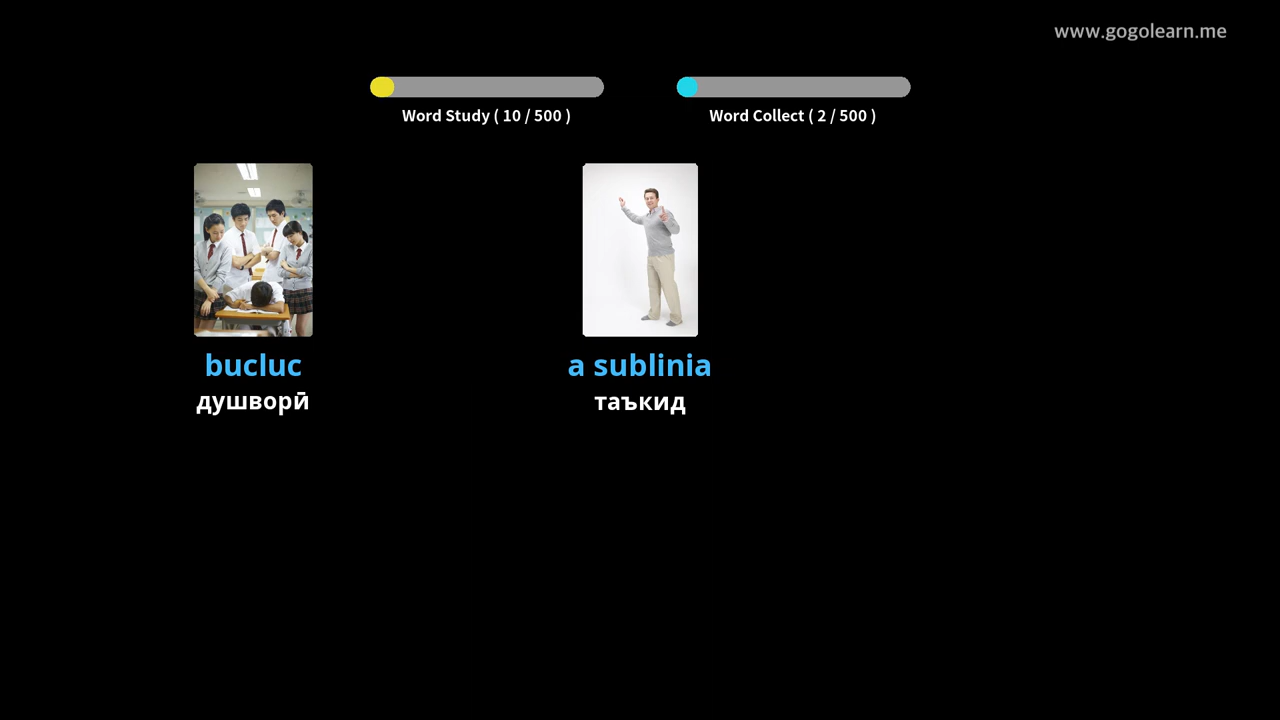 www.gogolearn.me
Word Study ( 10 / 500 )
Word Collect ( 2 / 500 )
bucluc
a sublinia
душворӣ
таъкид